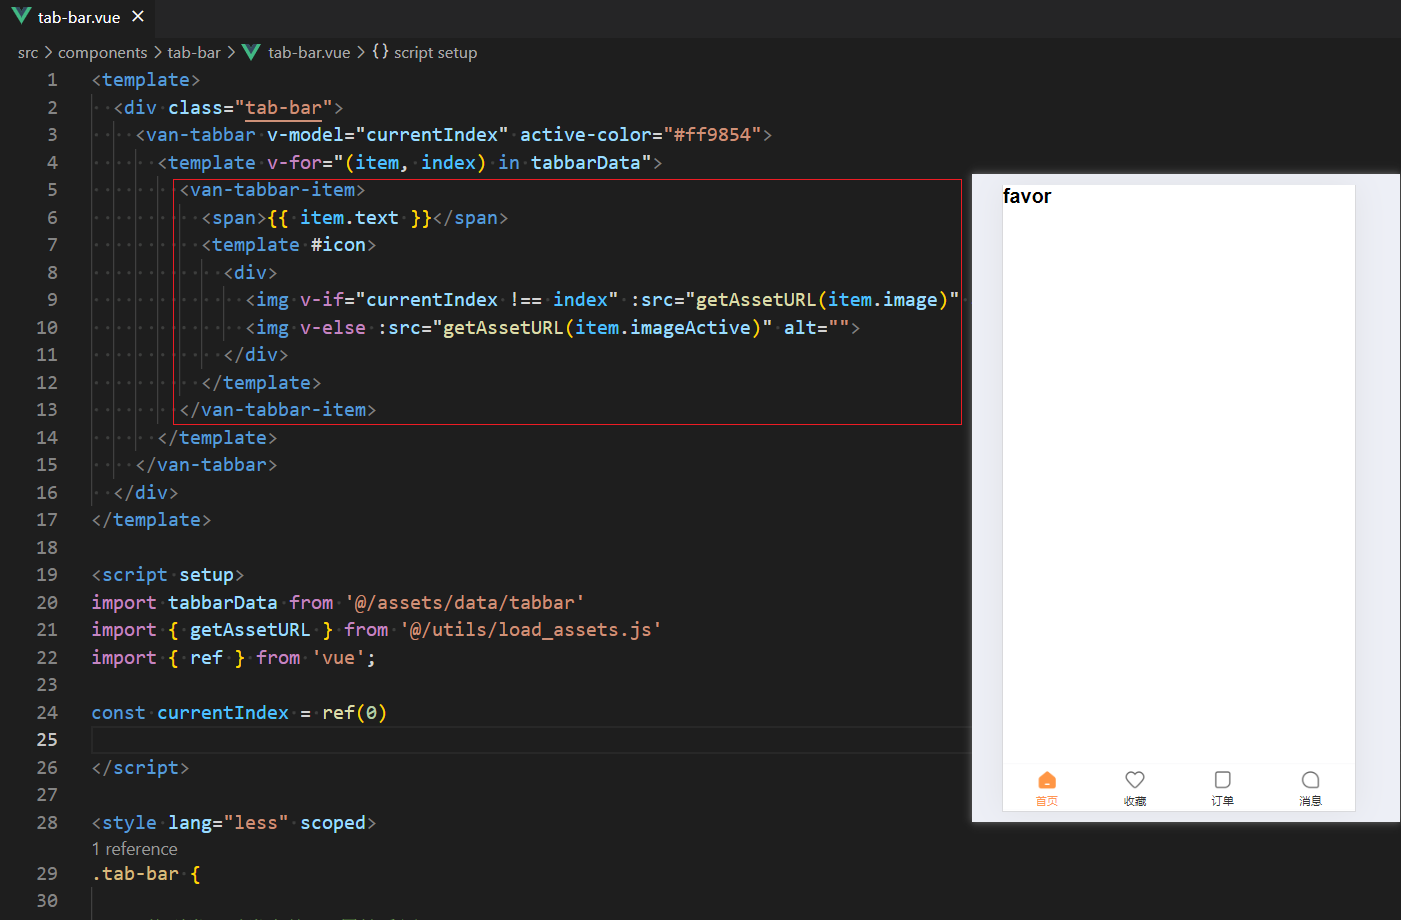 tab-bar.vue ×
src > components > tab-bar > tab-bar.vue > {} script setup
1 <template>
2 <div class="tab-bar">
3 <van-tabbar v-model="currentIndex" active-color="#ff9854">
4 <template v-for="(item, index) in tabbarData">
5 <van-tabbar-item>
6 <span>{{ item.text }}</span>
7 <template #icon>
8 <div>
9 <img v-if="currentIndex !== index" :src="getAssetURL(item.image)"
10 <img v-else :src="getAssetURL(item.imageActive)" alt="">
11 </div>
12 </template>
13 </van-tabbar-item>
14 </template>
15 </van-tabbar>
16 </div>
17 </template>
18
19 <script setup>
20 import tabbarData from '@/assets/data/tabbar'
21 import { getAssetURL } from '@/utils/load_assets.js'
22 import { ref } from 'vue';
23
24 const currentIndex = ref(0)
25
26 </script>
27
28 <style lang="less" scoped>
1 reference
29 .tab-bar {
30
favor
首页 收藏 订单 消息